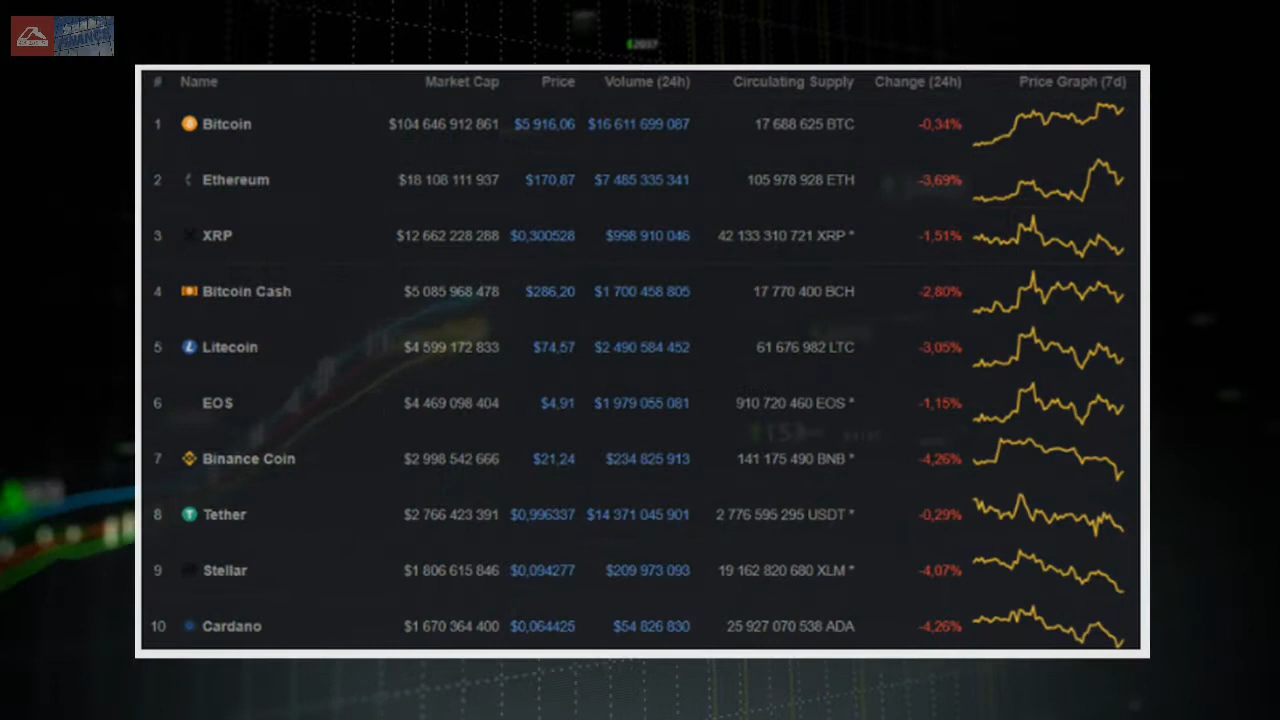 FINANCE
$2007
# Name Market Cap Price Volume (24h) Circulating Supply Change (24h) Price Graph (7d)
1 Bitcoin $104 646 912 861 $5 916,06 $16 611 699 087 17 688 625 BTC -0,34%
2 Ethereum $18 108 111 937 $170,87 $7 485 335 341 105 978 928 ETH -3,69%
3 XRP $12 662 228 288 $0,300528 $998 910 046 42 133 310 721 XRP * -1,51%
4 Bitcoin Cash $5 085 968 478 $286,20 $1 700 458 805 17 770 400 BCH -2,80%
5 Litecoin $4 599 172 833 $74,57 $2 490 584 452 61 676 982 LTC -3,05%
6 EOS $4 469 098 404 $4,91 $1 979 055 081 910 720 460 EOS * -1,15%
7 Binance Coin $2 998 542 666 $21,24 $234 825 913 141 175 490 BNB * -4,26%
8 Tether $2 766 423 391 $0,996337 $14 371 045 901 2 776 595 295 USDT * -0,29%
9 Stellar $1 806 615 846 $0,094277 $209 973 093 19 162 820 680 XLM * -4,07%
10 Cardano $1 670 364 400 $0,064425 $54 826 830 25 927 070 538 ADA -4,26%